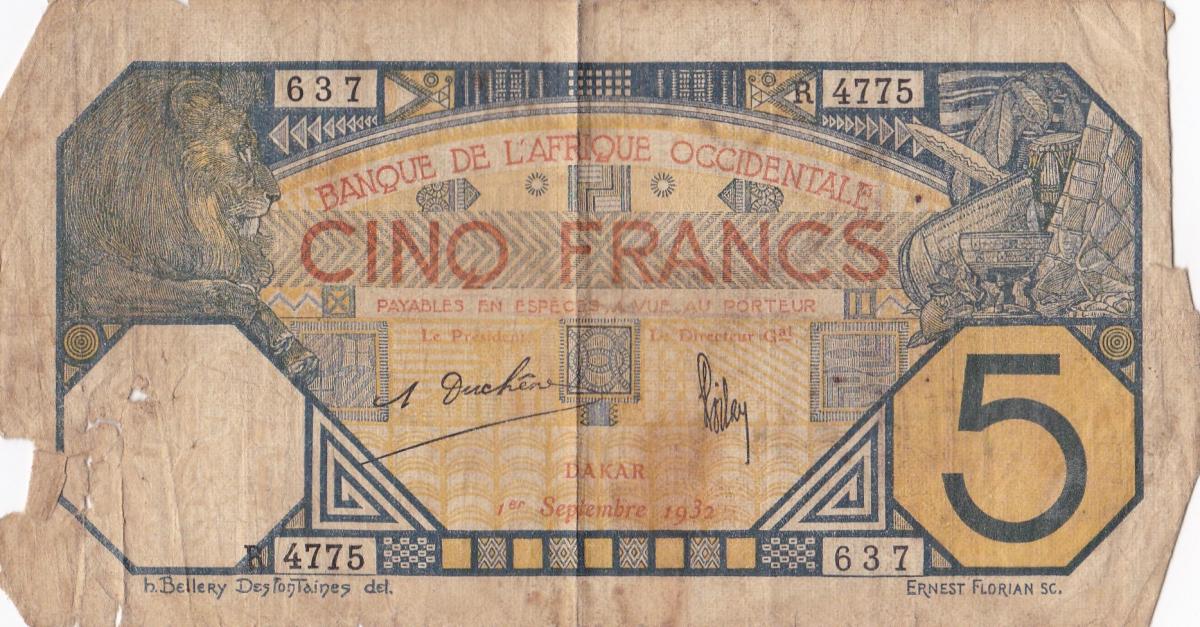 637
R 4775
BANQUE DE L'AFRIQUE OCCIDENTALE
CINQ FRANCS
PAYABLES EN ESPÈCES A VUE AU PORTEUR
Le Président
Le Directeur Gal
A Duchêne
DAKAR
1er Septembre 1932
5
R 4775
637
h. Bellery Desfontaines del.
ERNEST FLORIAN SC.